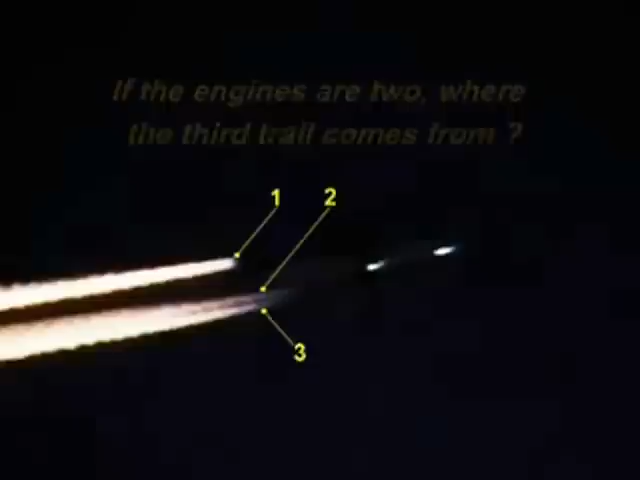 If the engines are two, where
the third trail comes from ?
1 2
3